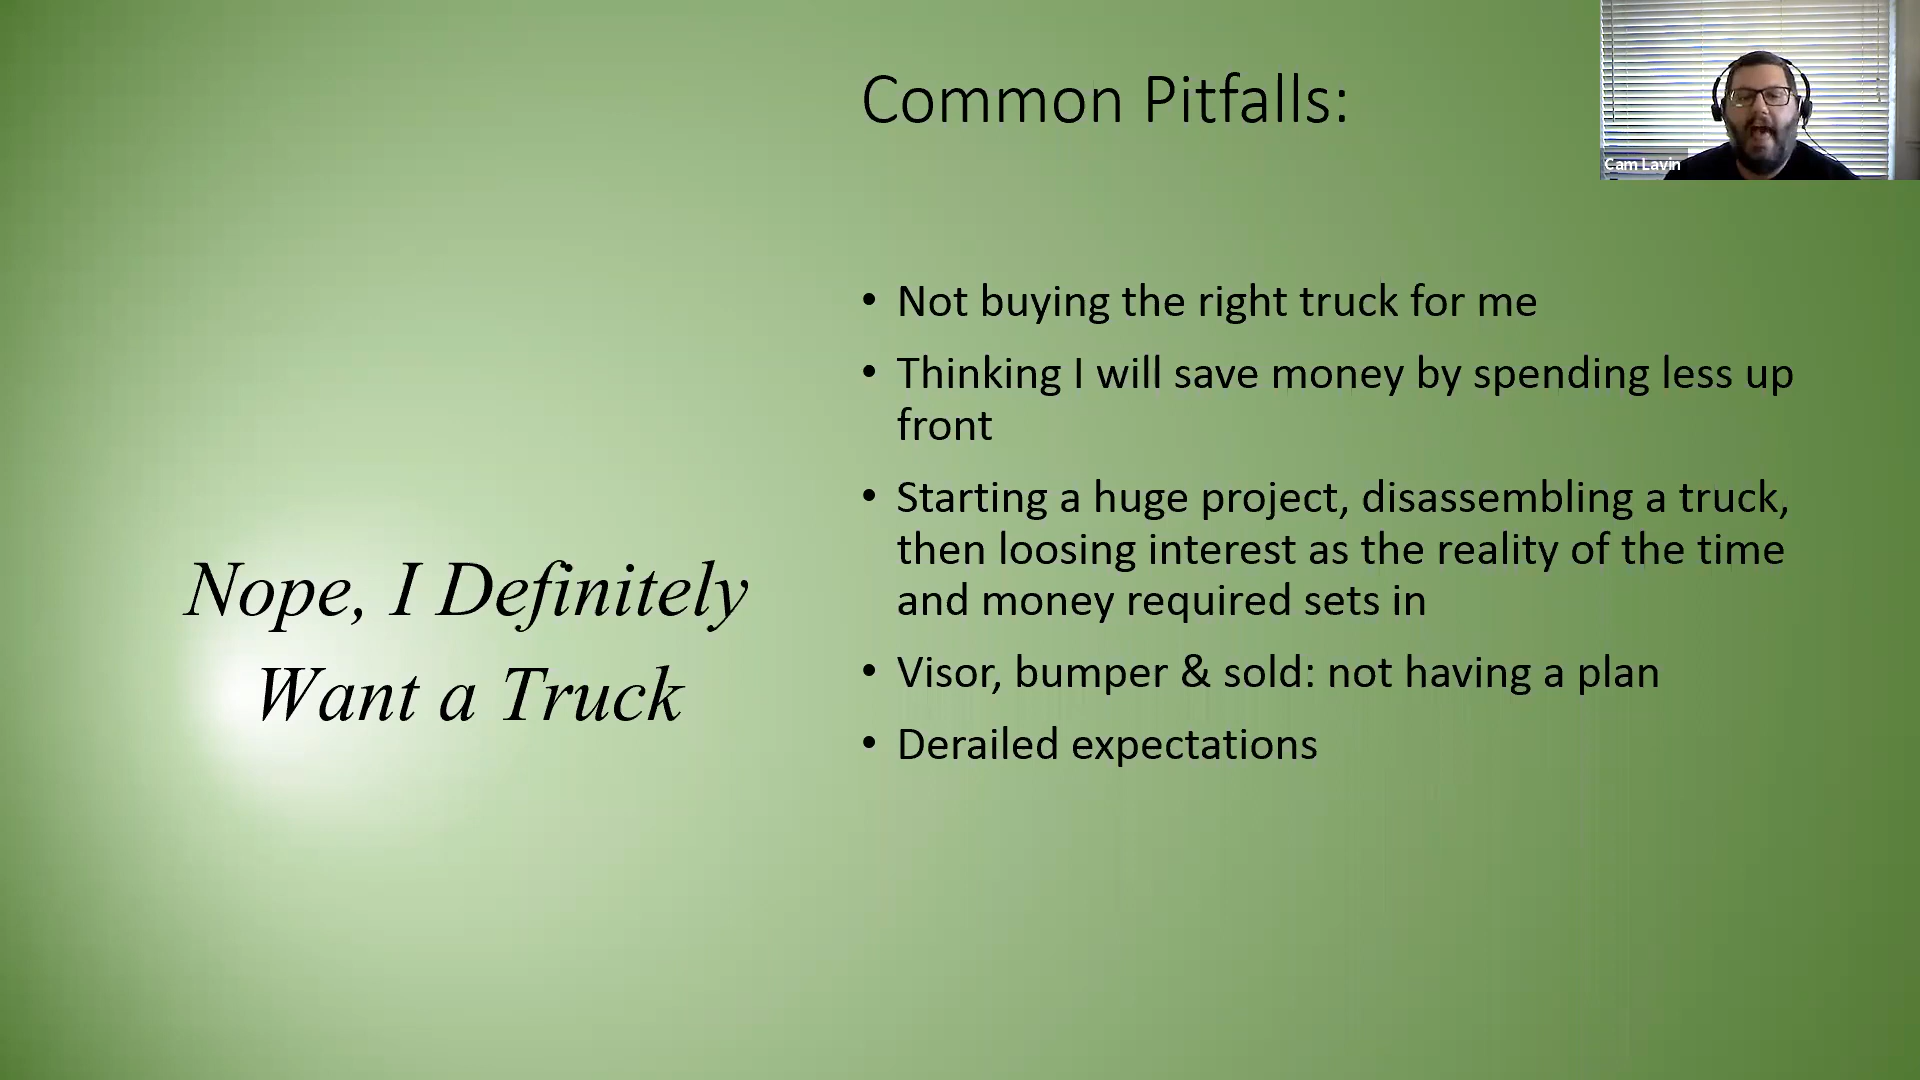 Common Pitfalls:
Cam Lavin
Nope, I Definitely
Want a Truck
• Not buying the right truck for me
• Thinking I will save money by spending less up
front
• Starting a huge project, disassembling a truck,
then loosing interest as the reality of the time
and money required sets in
• Visor, bumper & sold: not having a plan
• Derailed expectations